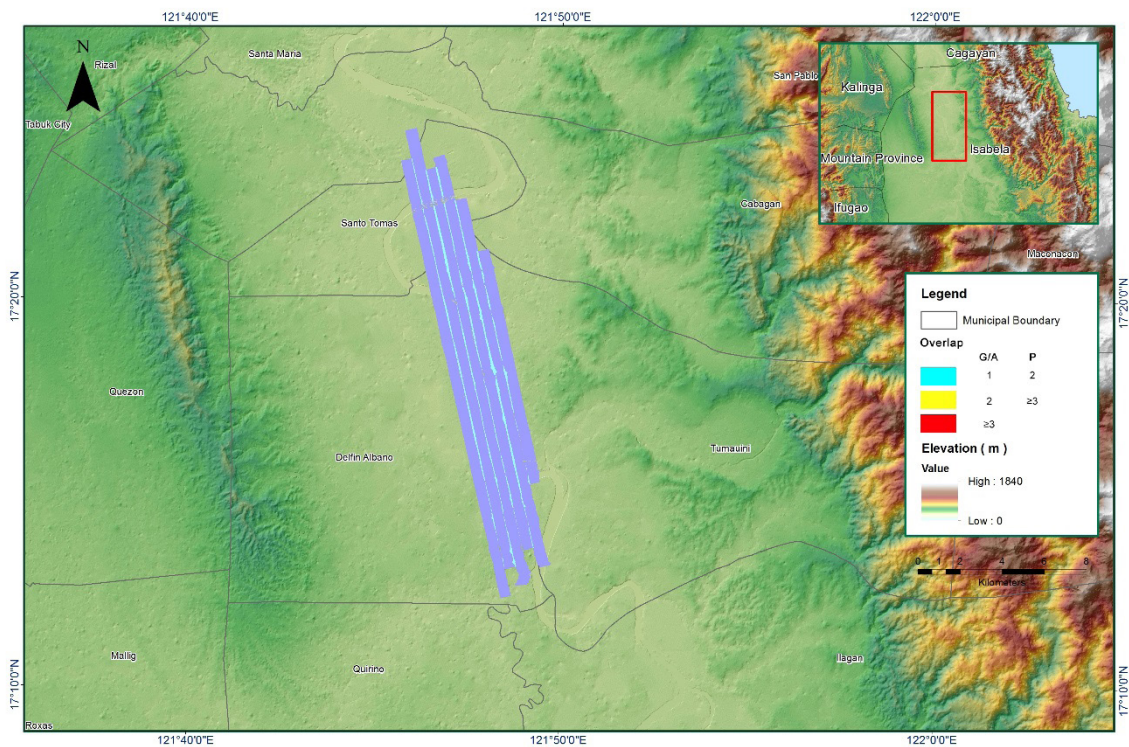 121°40'0"E 121°50'0"E 122°0'0"E
N
Santa Maria
Rizal
San Pablo
Tabuk City
Cagayan
Kalinga
Isabela
Mountain Province
Ifugao
Santo Tomas
Cabagan
Maconacon
17°20'0"N 17°20'0"N
Quezon
Delfin Albano
Tumauini
Legend
Municipal Boundary
Overlap
G/A P
1 2
2 ≥3
≥3
Elevation ( m )
Value
High : 1840
Low : 0
0 1 2 4 6 8
Kilometers
Mallig
Quirino
Ilagan
17°10'0"N 17°10'0"N
Roxas
121°40'0"E 121°50'0"E 122°0'0"E